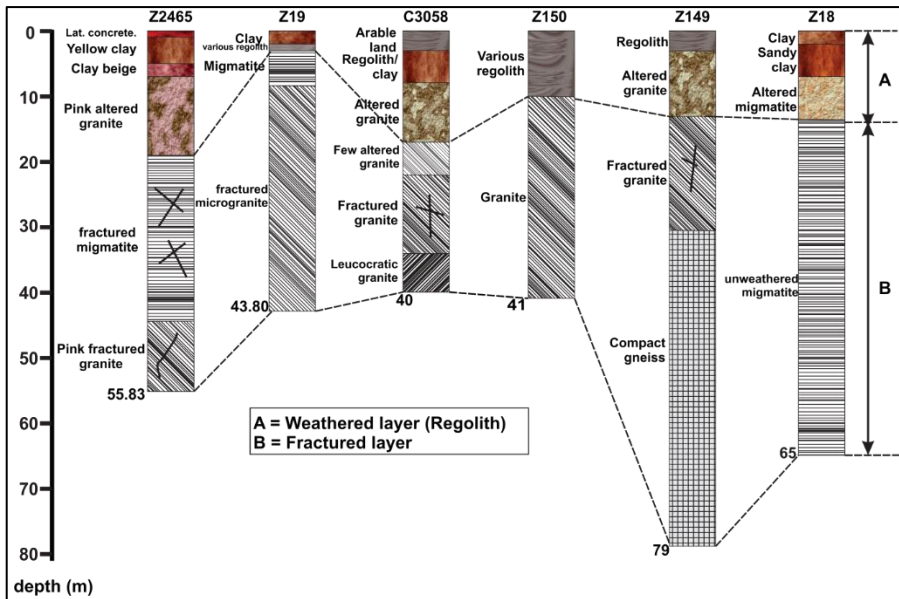 Z2465
Z19
C3058
Z150
Z149
Z18
0
10
20
30
40
50
60
70
80
depth (m)
Lat. concrete.
Yellow clay
Clay beige
Pink altered
granite
fractured
migmatite
Pink fractured
granite
55.83
Clay
various regolith
Migmatite
fractured
microgranite
43.80
Arable
land
Regolith/
clay
Altered
granite
Few altered
granite
Fractured
granite
Leucocratic
granite
40
Various
regolith
Granite
41
Regolith
Altered
granite
Fractured
granite
Compact
gneiss
79
Clay
Sandy
clay
Altered
migmatite
unweathered
migmatite
65
A
B
A = Weathered layer (Regolith)
B = Fractured layer